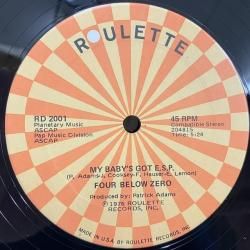 ROULETTE
RD 2001
Planetary Music
ASCAP
Pap Music Division
ASCAP
45 RPM
Compatible Stereo
204815
Time: 5:24
MY BABY'S GOT E.S.P.
(P. Adams-J. Cooksey-F. Hauser-E. Lemon)
FOUR BELOW ZERO
Produced by: Patrick Adams
℗1976 ROULETTE
RECORDS, INC.
MADE IN U.S.A BY ROULETTE RECORDS, INC